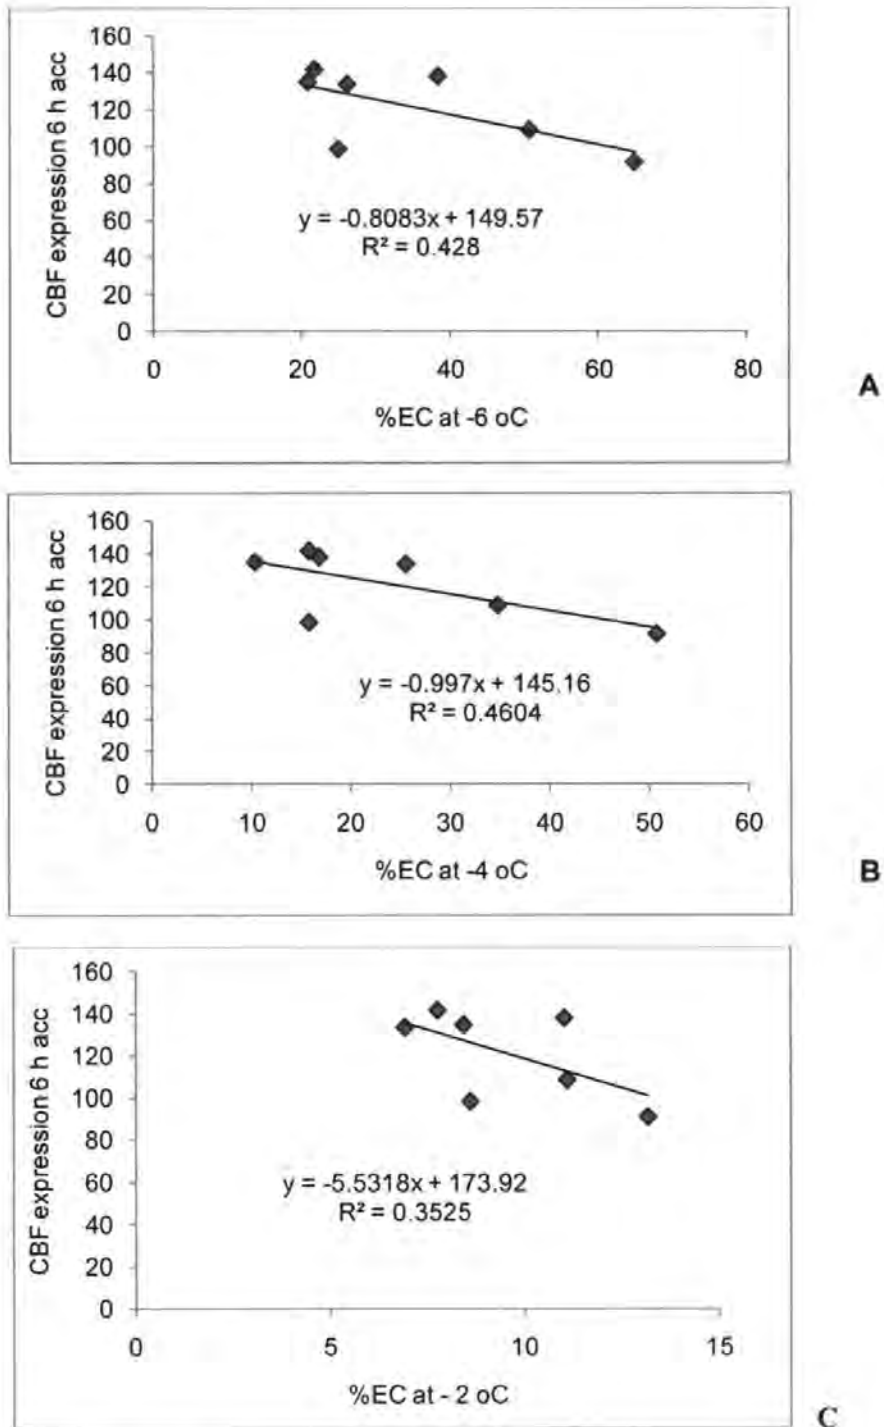 160
140
120
100
80
60
40
20
0
CBF expression 6 h acc
y = -0.8083x + 149.57
R² = 0.428
0 20 40 60 80
%EC at -6 oC
A
160
140
120
100
80
60
40
20
0
CBF expression 6 h acc
y = -0.997x + 145.16
R² = 0.4604
0 10 20 30 40 50 60
%EC at -4 oC
B
160
140
120
100
80
60
40
20
0
CBF expression 6 h acc
y = -5.5318x + 173.92
R² = 0.3525
0 5 10 15
%EC at - 2 oC
C